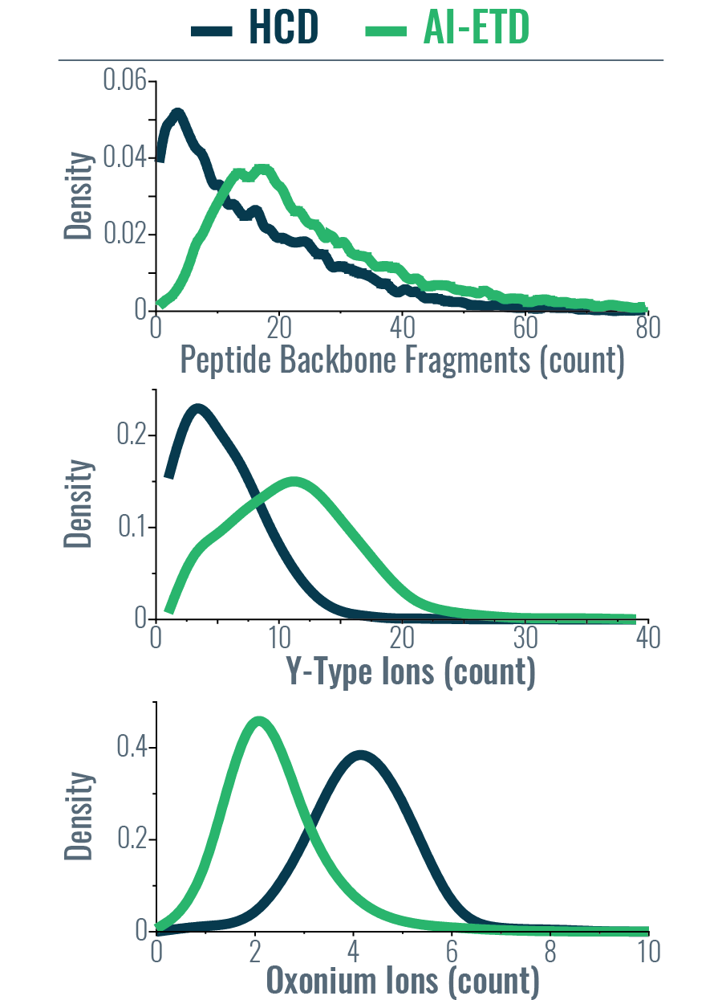 HCD AI-ETD
0.06
0.04
0.02
0
Density
0 20 40 60 80
Peptide Backbone Fragments (count)
0.2
0.1
0
Density
0 10 20 30 40
Y-Type Ions (count)
0.4
0.2
0
Density
0 2 4 6 8 10
Oxonium Ions (count)